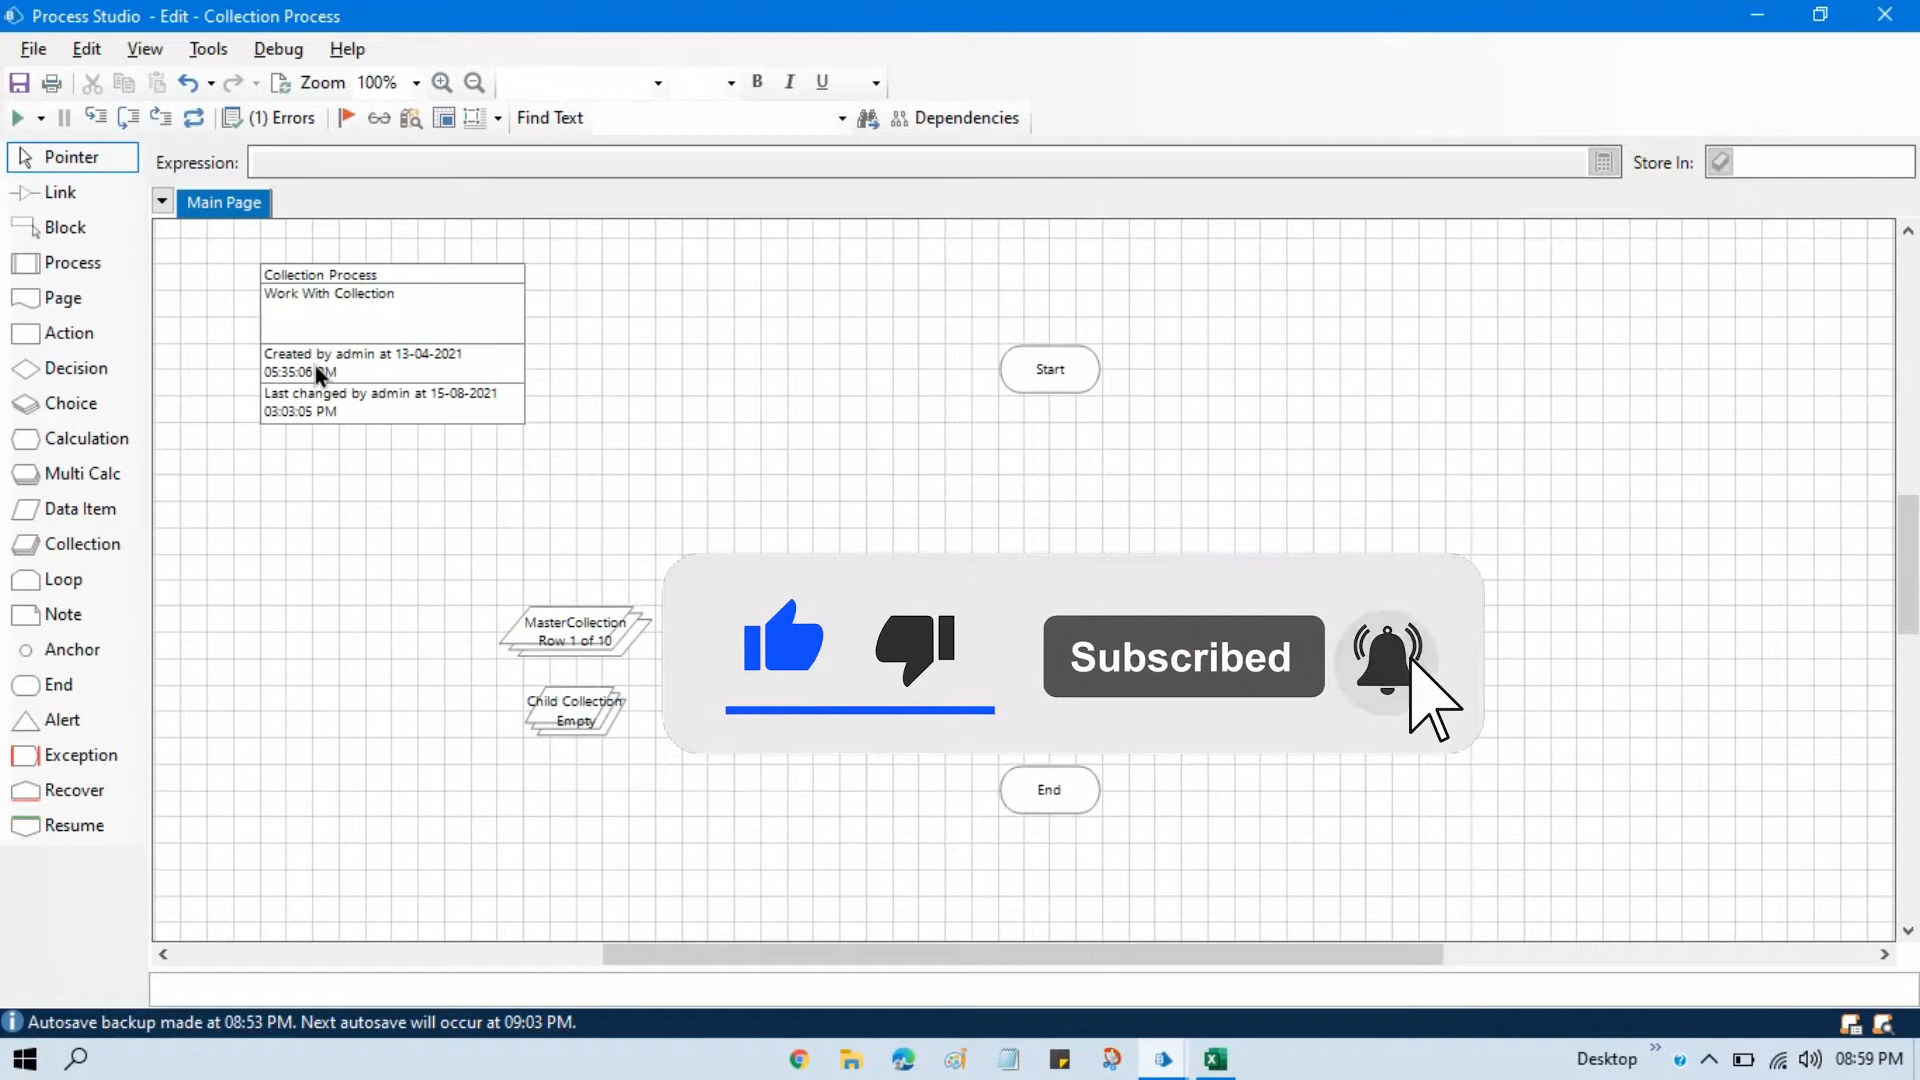 Process Studio - Edit - Collection Process
File Edit View Tools Debug Help
Zoom 100% B I U
(1) Errors Find Text Dependencies
Pointer
Expression: Store In:
Link
Main Page
Block
Process
Page
Action
Decision
Choice
Calculation
Multi Calc
Data Item
Collection
Loop
Note
Anchor
End
Alert
Exception
Recover
Resume
Collection Process
Work With Collection
Created by admin at 13-04-2021
05:35:06 PM
Last changed by admin at 15-08-2021
03:03:05 PM
Start
MasterCollection
Row 1 of 10
Child Collection
Empty
Subscribed
End
Autosave backup made at 08:53 PM. Next autosave will occur at 09:03 PM.
Desktop 08:59 PM